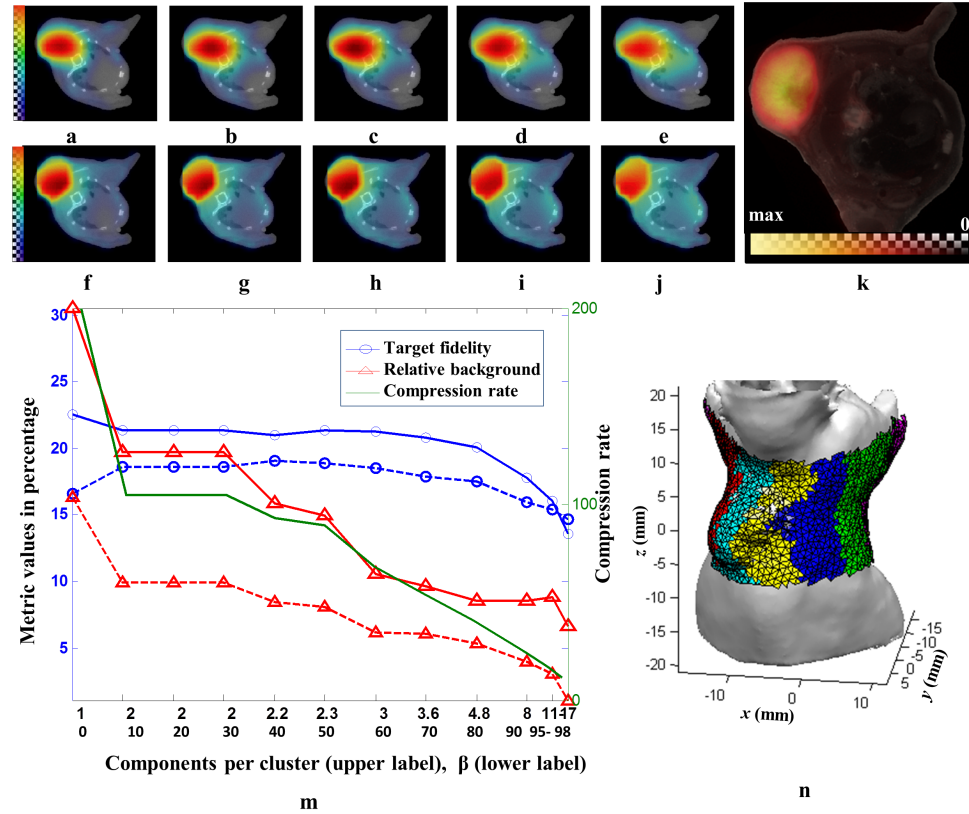 a b c d e
max 0
f g h i j k
30
25
20
15
10
5
200
100
0
Metric values in percentage
Compression rate
Target fidelity
Relative background
Compression rate
1 2 2 2 2.2 2.3 3 3.6 4.8 8 11-17
0 10 20 30 40 50 60 70 80 90 95- 98
Components per cluster (upper label), β (lower label)
m
20
15
10
5
0
-5
-10
-15
-20
z (mm)
-10 0 10
x (mm)
-15
-10
-5
0
5
y (mm)
n